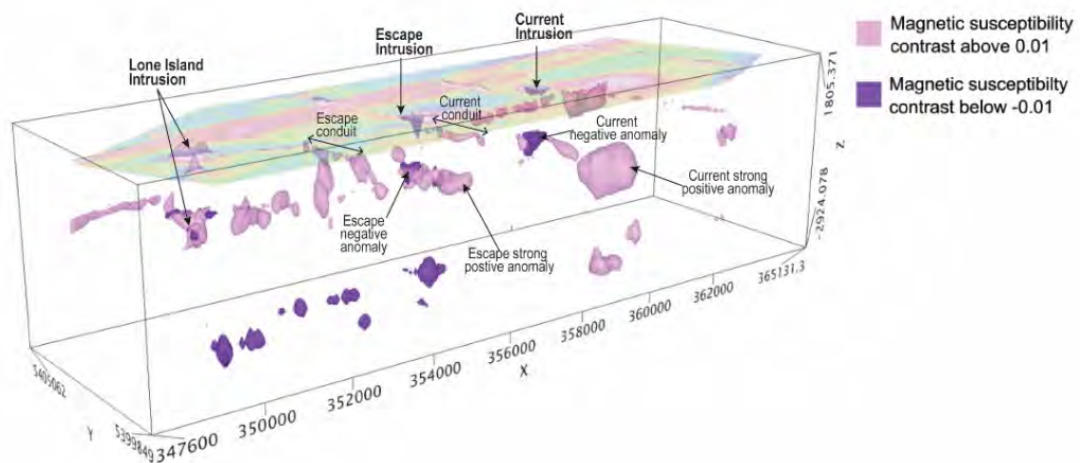 Magnetic susceptibility
contrast above 0.01
Magnetic susceptibilty
contrast below -0.01
Current
Intrusion
Escape
Intrusion
Lone Island
Intrusion
Escape
conduit
Current
conduit
Current
negative anomaly
Current strong
positive anomaly
Escape
negative
anomaly
Escape strong
postive anomaly
1805.371
Z
-2924.078
365131.3
362000
360000
358000
356000
X
354000
352000
350000
347600
5399849
Y
5405062